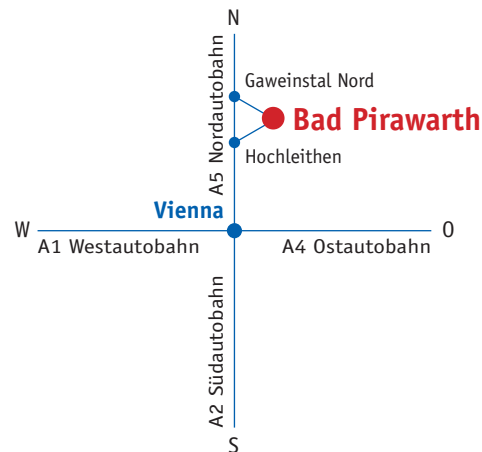 N
Gaweinstal Nord
Bad Pirawarth
Hochleithen
A5 Nordautobahn
Vienna
W
O
A1 Westautobahn
A4 Ostautobahn
A2 Südautobahn
S